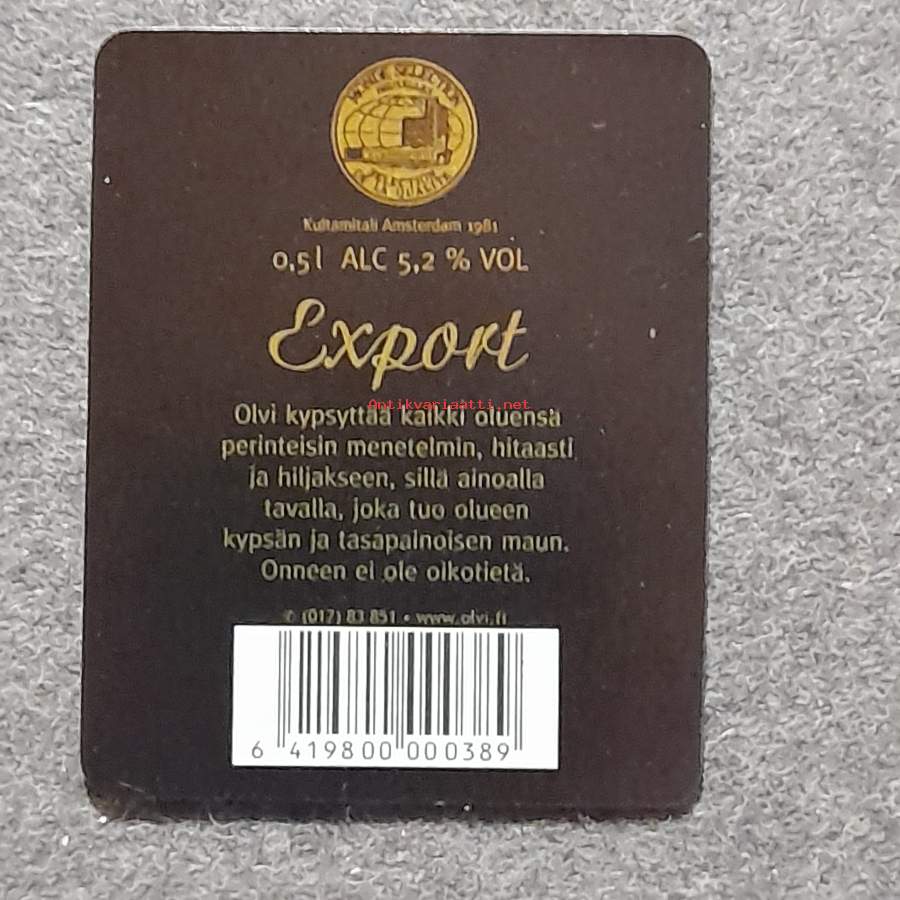 MONDE SELECTION
Kultamitali Amsterdam 1981
0,5 l ALC 5,2 % VOL
Export
Antikvariaatti.net
Olvi kypsyttää kaikki oluensa
perinteisin menetelmin, hitaasti
ja hiljakseen, sillä ainoalla
tavalla, joka tuo olueen
kypsän ja tasapainoisen maun.
Onneen ei ole oikotietä.
(017) 83 851 • www.olvi.fi
6 419800 000389